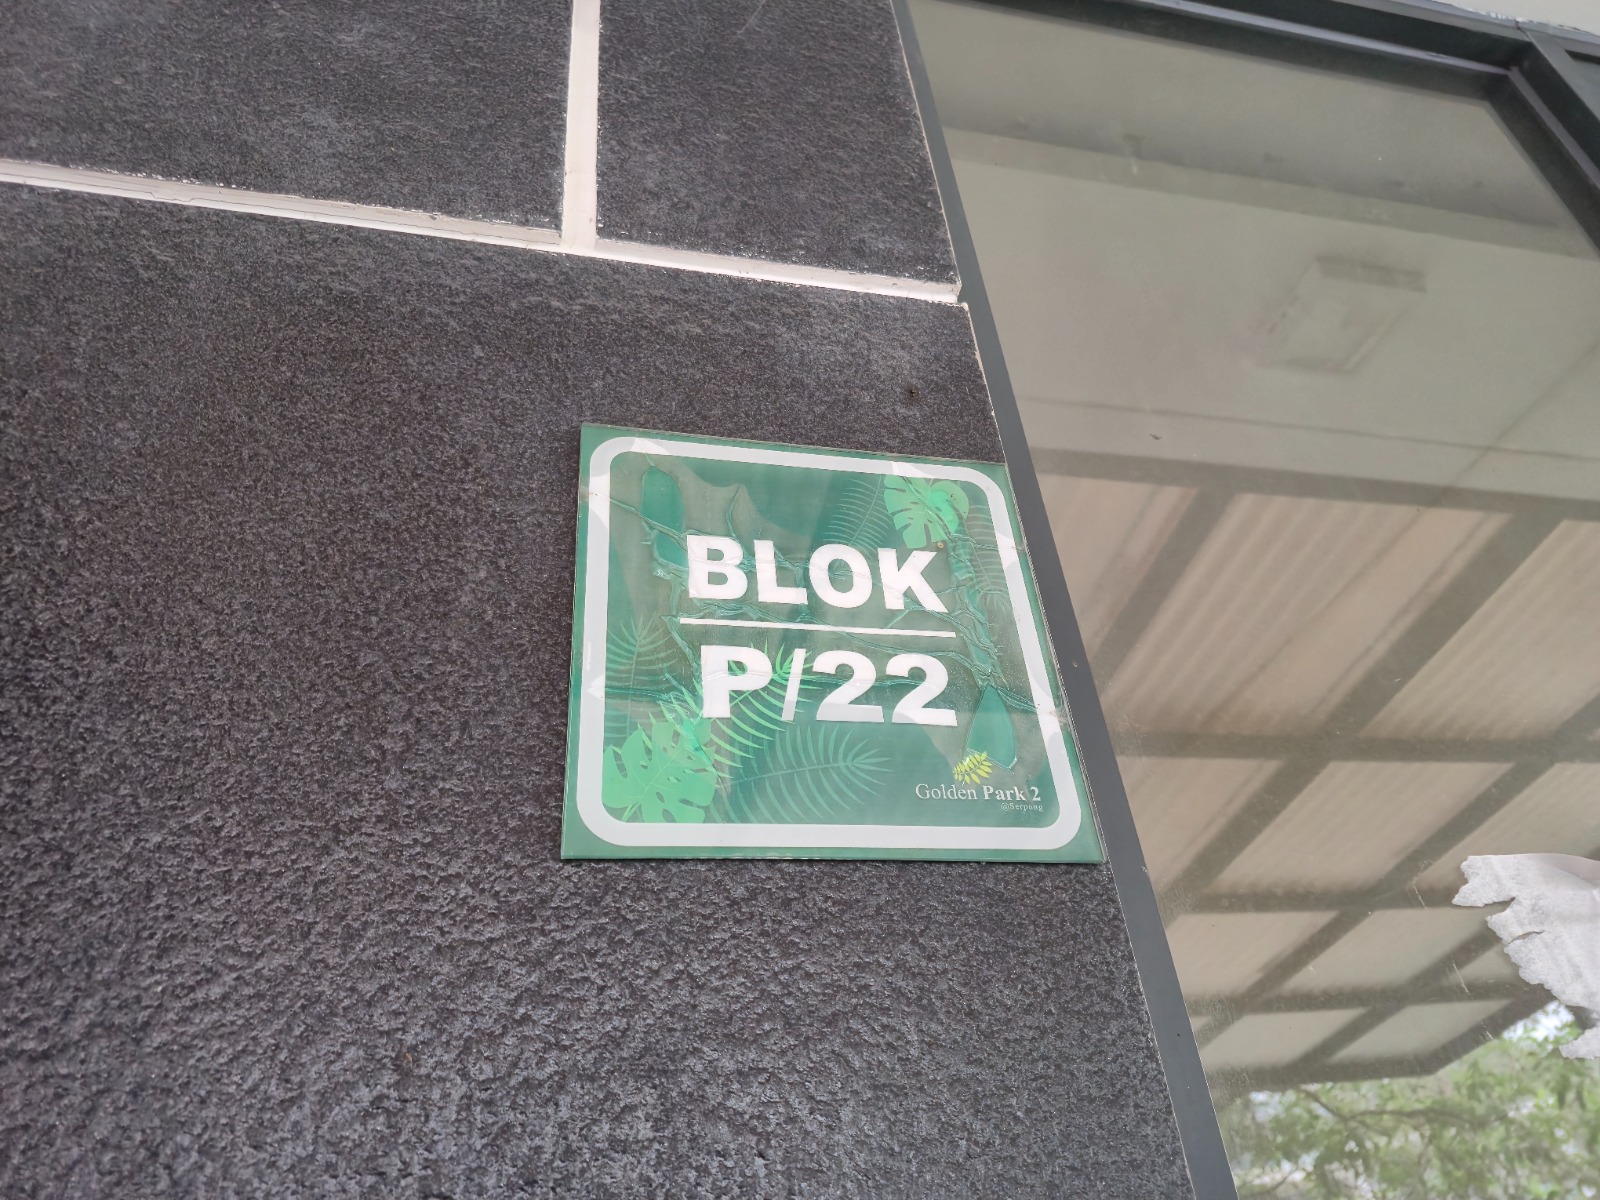 BLOK
P/22
Golden Park 2
@Serpong